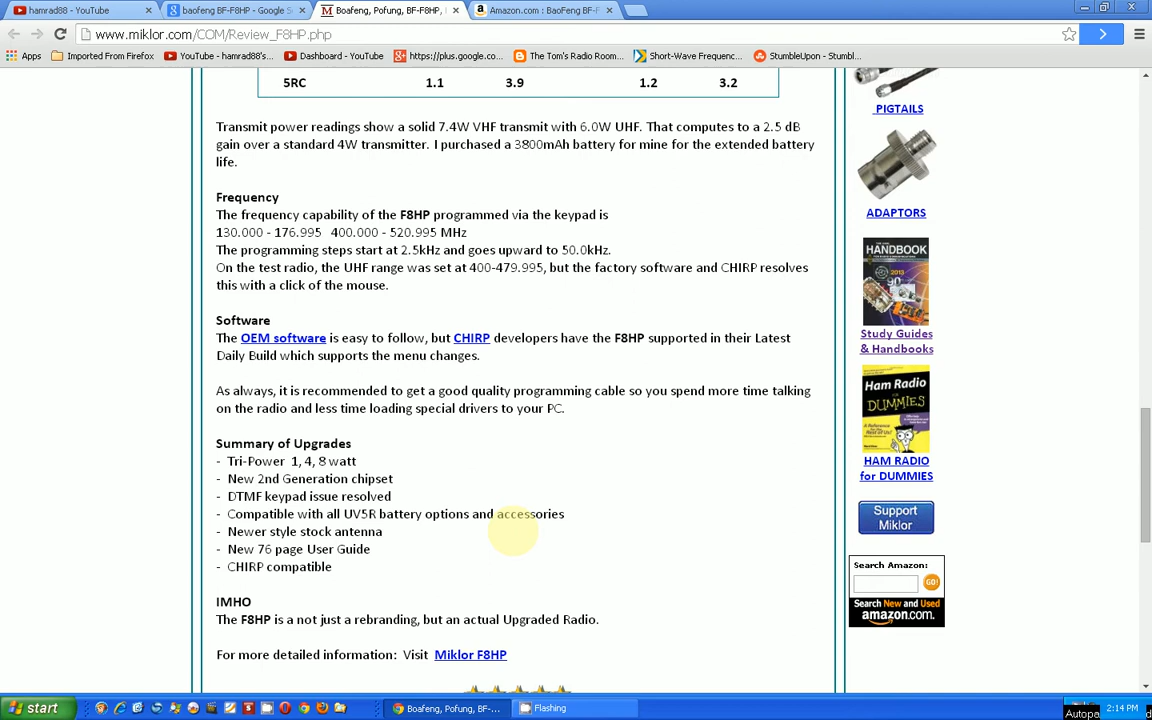 hamrad88 - YouTube
baofeng BF-F8HP - Google S
Boafeng, Pofung, BF-F8HP,
Amazon.com : BaoFeng BF-F
www.miklor.com/COM/Review_F8HP.php
Apps
Imported From Firefox
YouTube - hamrad88's...
Dashboard - YouTube
https://plus.google.co...
The Tom's Radio Room...
Short-Wave Frequenc...
StumbleUpon - Stumbl...
5RC 1.1 3.9 1.2 3.2
Transmit power readings show a solid 7.4W VHF transmit with 6.0W UHF. That computes to a 2.5 dB
gain over a standard 4W transmitter. I purchased a 3800mAh battery for mine for the extended battery
life.
Frequency
The frequency capability of the F8HP programmed via the keypad is
130.000 - 176.995 400.000 - 520.995 MHz
The programming steps start at 2.5kHz and goes upward to 50.0kHz.
On the test radio, the UHF range was set at 400-479.995, but the factory software and CHIRP resolves
this with a click of the mouse.
Software
The OEM software is easy to follow, but CHIRP developers have the F8HP supported in their Latest
Daily Build which supports the menu changes.
As always, it is recommended to get a good quality programming cable so you spend more time talking
on the radio and less time loading special drivers to your PC.
Summary of Upgrades
- Tri-Power 1, 4, 8 watt
- New 2nd Generation chipset
- DTMF keypad issue resolved
- Compatible with all UV5R battery options and accessories
- Newer style stock antenna
- New 76 page User Guide
- CHIRP compatible
IMHO
The F8HP is a not just a rebranding, but an actual Upgraded Radio.
For more detailed information: Visit Miklor F8HP
PIGTAILS
ADAPTORS
HANDBOOK
2013
90
Study Guides
& Handbooks
Ham Radio
DUMMIES
HAM RADIO
for DUMMIES
Support
Miklor
Search Amazon:
GO!
Search New and Used
amazon.com
start
Boafeng, Pofung, BF-...
Flashing
2:14 PM
Autopa